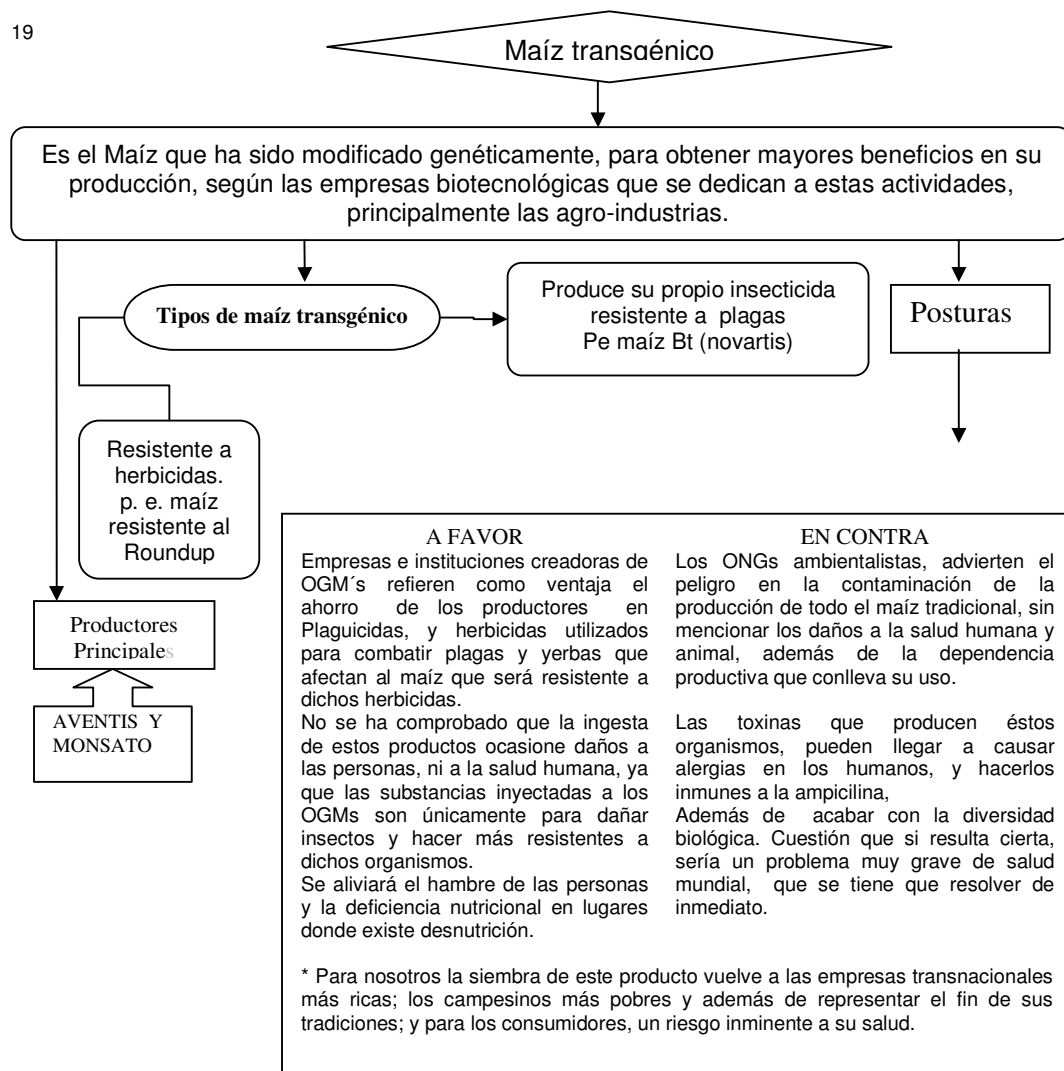 19
Maíz transgénico
Es el Maíz que ha sido modificado genéticamente, para obtener mayores beneficios en su
producción, según las empresas biotecnológicas que se dedican a estas actividades,
principalmente las agro-industrias.
Tipos de maíz transgénico
Produce su propio insecticida
resistente a plagas
Pe maíz Bt (novartis)
Posturas
Resistente a
herbicidas.
p. e. maíz
resistente al
Roundup
Productores
Principales
AVENTIS Y
MONSATO
A FAVOR
Empresas e instituciones creadoras de
OGM´s refieren como ventaja el
ahorro de los productores en
Plaguicidas, y herbicidas utilizados
para combatir plagas y yerbas que
afectan al maíz que será resistente a
dichos herbicidas.
No se ha comprobado que la ingesta
de estos productos ocasione daños a
las personas, ni a la salud humana, ya
que las substancias inyectadas a los
OGMs son únicamente para dañar
insectos y hacer más resistentes a
dichos organismos.
Se aliviará el hambre de las personas
y la deficiencia nutricional en lugares
donde existe desnutrición.
EN CONTRA
Los ONGs ambientalistas, advierten el
peligro en la contaminación de la
producción de todo el maíz tradicional, sin
mencionar los daños a la salud humana y
animal, además de la dependencia
productiva que conlleva su uso.
Las toxinas que producen éstos
organismos, pueden llegar a causar
alergias en los humanos, y hacerlos
inmunes a la ampicilina,
Además de acabar con la diversidad
biológica. Cuestión que si resulta cierta,
sería un problema muy grave de salud
mundial, que se tiene que resolver de
inmediato.
* Para nosotros la siembra de este producto vuelve a las empresas transnacionales
más ricas; los campesinos más pobres y además de representar el fin de sus
tradiciones; y para los consumidores, un riesgo inminente a su salud.